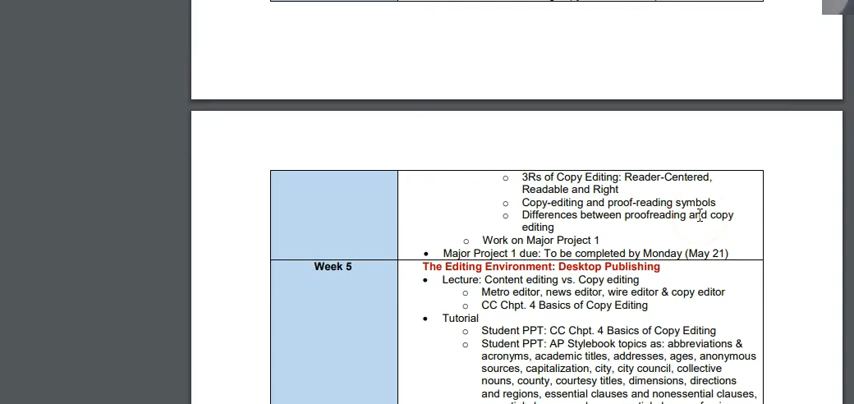 3Rs of Copy Editing: Reader-Centered,
Readable and Right
Copy-editing and proof-reading symbols
Differences between proofreading and copy
editing
Work on Major Project 1
Major Project 1 due: To be completed by Monday (May 21)
Week 5
The Editing Environment: Desktop Publishing
Lecture: Content editing vs. Copy editing
Metro editor, news editor, wire editor & copy editor
CC Chpt. 4 Basics of Copy Editing
Tutorial
Student PPT: CC Chpt. 4 Basics of Copy Editing
Student PPT: AP Stylebook topics as: abbreviations &
acronyms, academic titles, addresses, ages, anonymous
sources, capitalization, city, city council, collective
nouns, county, courtesy titles, dimensions, directions
and regions, essential clauses and nonessential clauses,